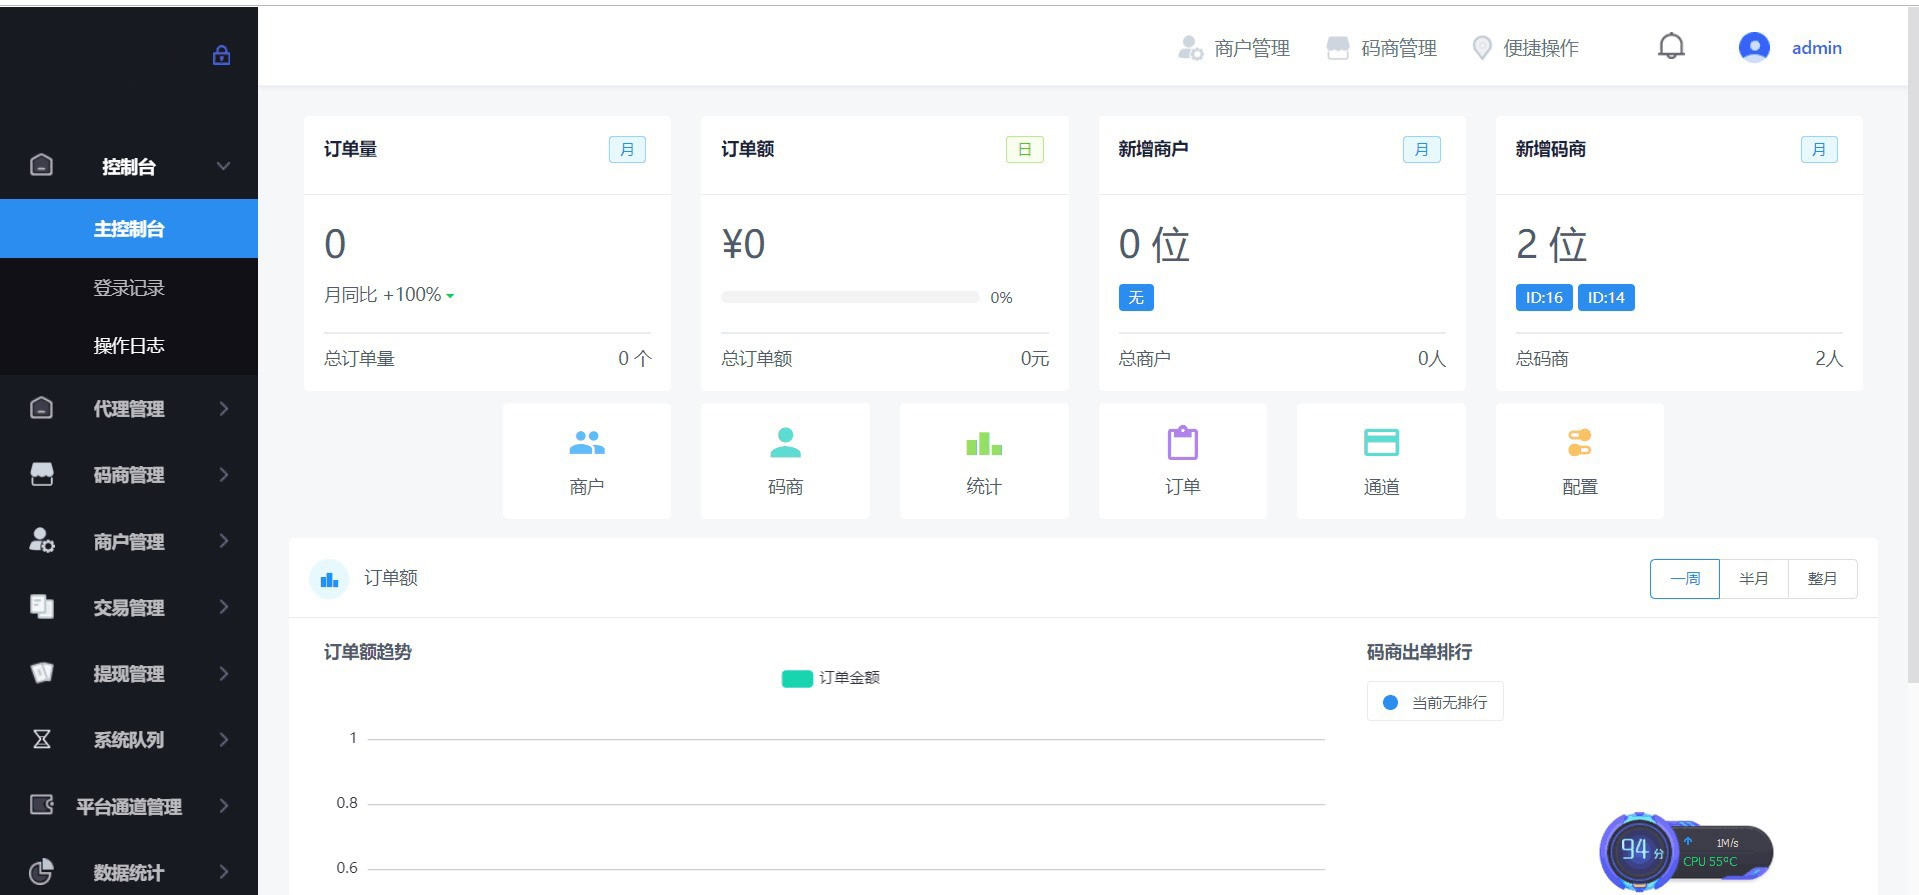 商户管理 码商管理 便捷操作 admin
控制台
主控制台
登录记录
操作日志
代理管理
码商管理
商户管理
交易管理
提现管理
系统队列
平台通道管理
数据统计
订单量 月
0
月同比 +100%
总订单量 0 个
订单额 日
¥0
0%
总订单额 0元
新增商户 月
0 位
无
总商户 0人
新增码商 月
2 位
ID:16 ID:14
总码商 2人
商户 码商 统计 订单 通道 配置
订单额 一周 半月 整月
订单额趋势
订单金额
1
0.8
0.6
码商出单排行
当前无排行
94分 1M/s
CPU 55°C